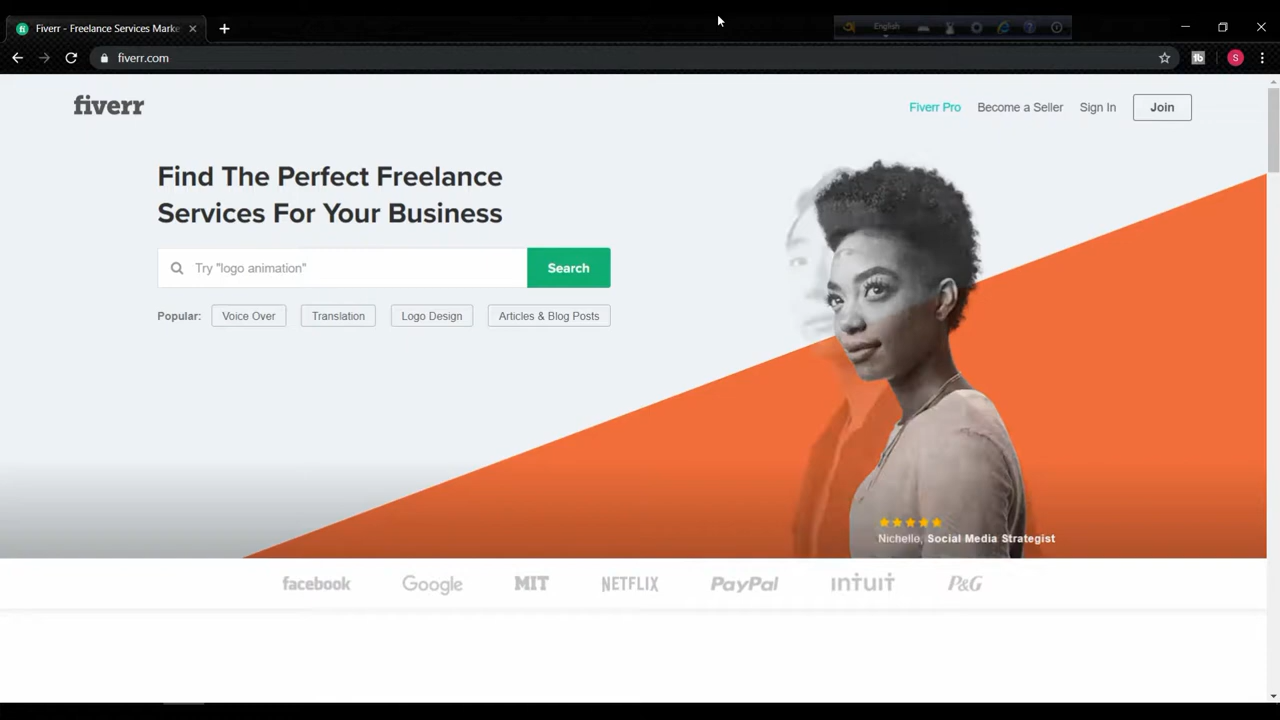 Fiverr - Freelance Services Marke
English
fiverr.com
S
fiverr
Fiverr Pro
Become a Seller
Sign In
Join
Find The Perfect Freelance
Services For Your Business
Try "logo animation"
Search
Popular:
Voice Over
Translation
Logo Design
Articles & Blog Posts
Nichello, Social Media Strategist
facebook
Google
MIT
NETFLIX
PayPal
intuit
P&G